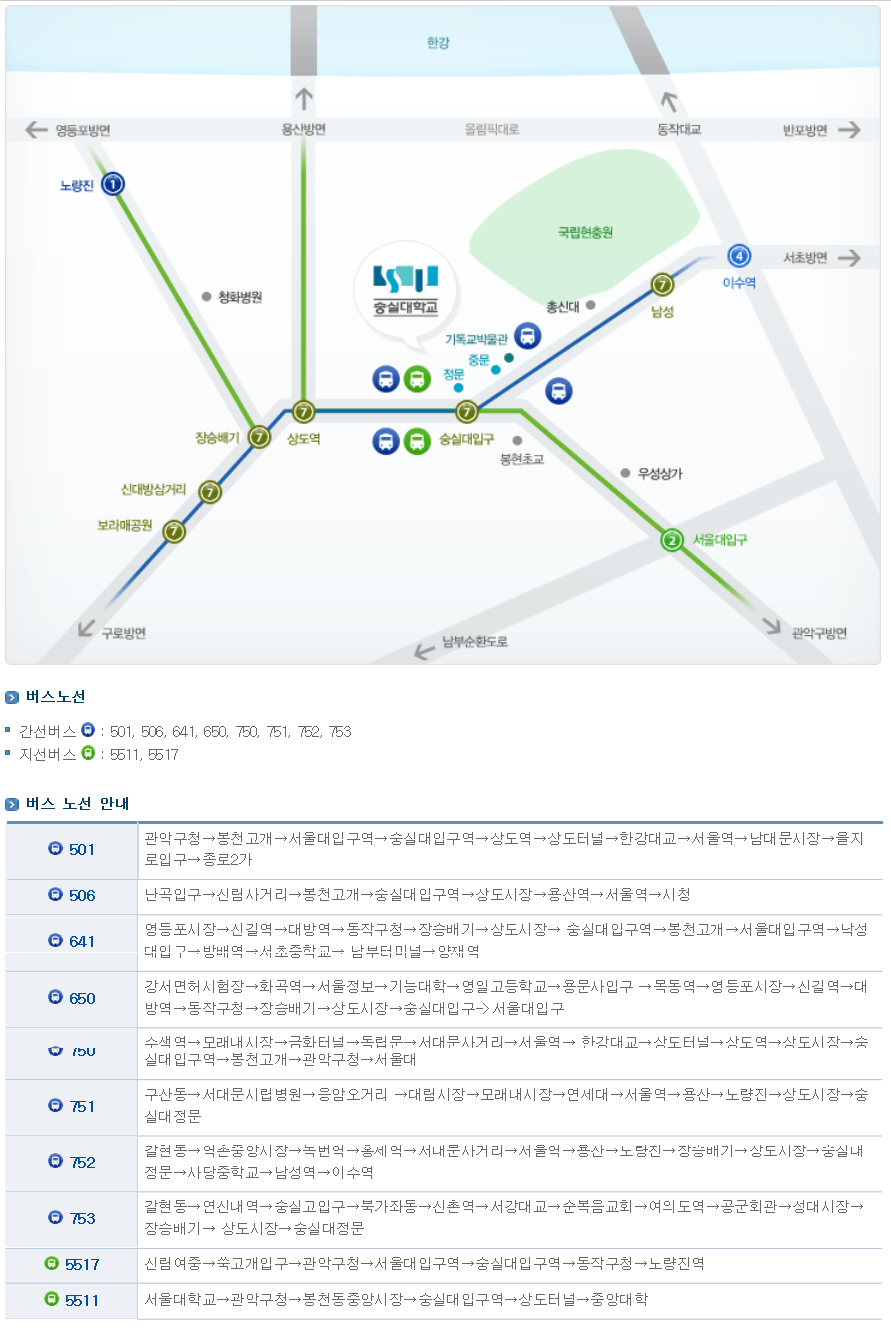 한강
영등포방면
용산방면
올림픽대로
동작대교
반포방면
노량진 1
국립현충원
4
서초방면
이수역
7
남성
청화병원
숭실대학교
총신대
기독교박물관
중문
정문
장승배기 7
7
상도역
7
숭실대입구
봉현초교
신대방삼거리 7
우성상가
보라매공원 7
2 서울대입구
구로방면
남부순환도로
관악구방면
버스노선
간선버스 : 501, 506, 641, 650, 750, 751, 752, 753
지선버스 : 5511, 5517
버스 노선 안내
501 관악구청→봉천고개→서울대입구역→숭실대입구역→상도역→상도터널→한강대교→서울역→남대문시장→을지
로입구→종로2가
506 난곡입구→신림사거리→봉천고개→숭실대입구역→상도시장→용산역→서울역→시청
641 영등포시장→신길역→대방역→동작구청→장승배기→상도시장→ 숭실대입구역→봉천고개→서울대입구역→낙성
대입구→방배역→서초중학교→ 남부터미널→양재역
650 강서면허시험장→화곡역→서울정보→기능대학→영일고등학교→용문사입구 →목동역→영등포시장→신길역→대
방역→동작구청→장승배기→상도시장→숭실대입구->서울대입구
750 수색역→모래내시장→금화터널→독립문→서대문사거리→서울역→ 한강대교→상도터널→상도역→상도시장→숭
실대입구역→봉천고개→관악구청→서울대
751 구산동→서대문시립병원→응암오거리 →대림시장→모래내시장→연세대→서울역→용산→노량진→상도시장→숭
실대정문
752 갈현동→역촌중앙시장→녹번역→홍제역→서대문사거리→서울역→용산→노량진→장승배기→상도시장→숭실대
정문→사당중학교→남성역→이수역
753 갈현동→연신내역→숭실고입구→북가좌동→신촌역→서강대교→순복음교회→여의도역→공군회관→성대시장→
장승배기→ 상도시장→숭실대정문
5517 신림여중→쑥고개입구→관악구청→서울대입구역→숭실대입구역→동작구청→노량진역
5511 서울대학교→관악구청→봉천동중앙시장→숭실대입구역→상도터널→중앙대학